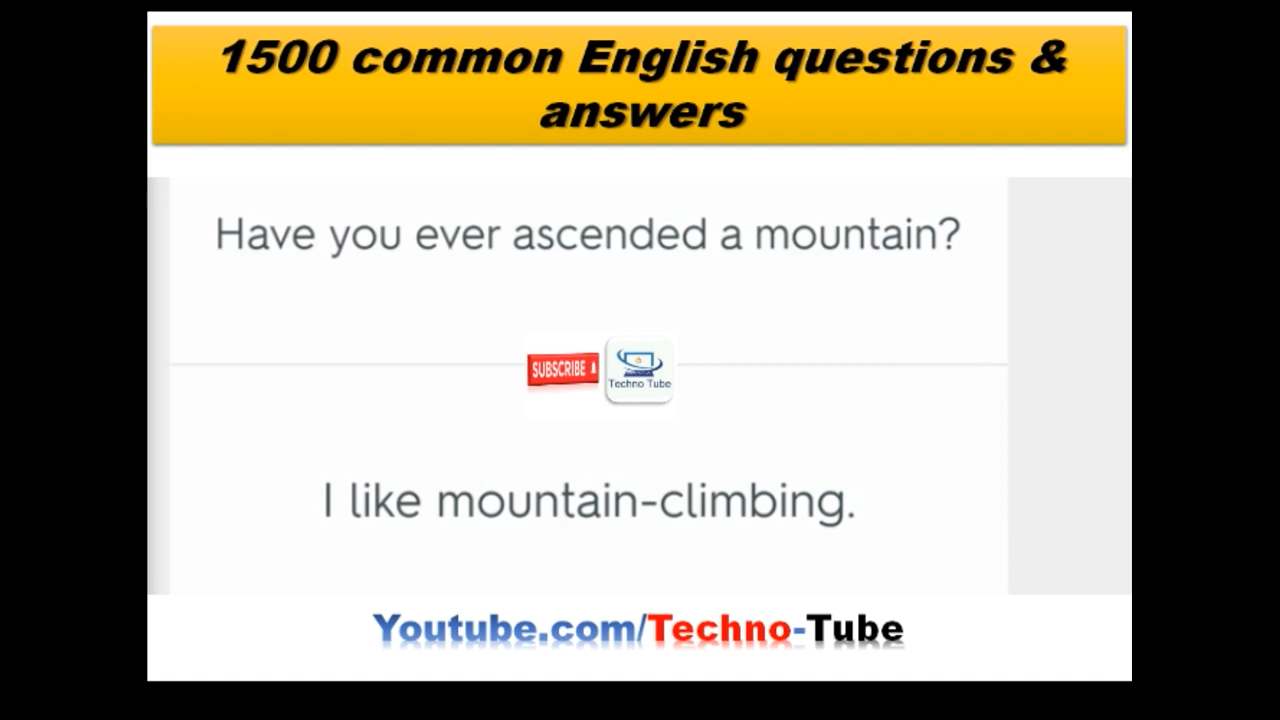 1500 common English questions &
answers
Have you ever ascended a mountain?
SUBSCRIBE
Techno Tube
I like mountain-climbing.
Youtube.com/Techno-Tube